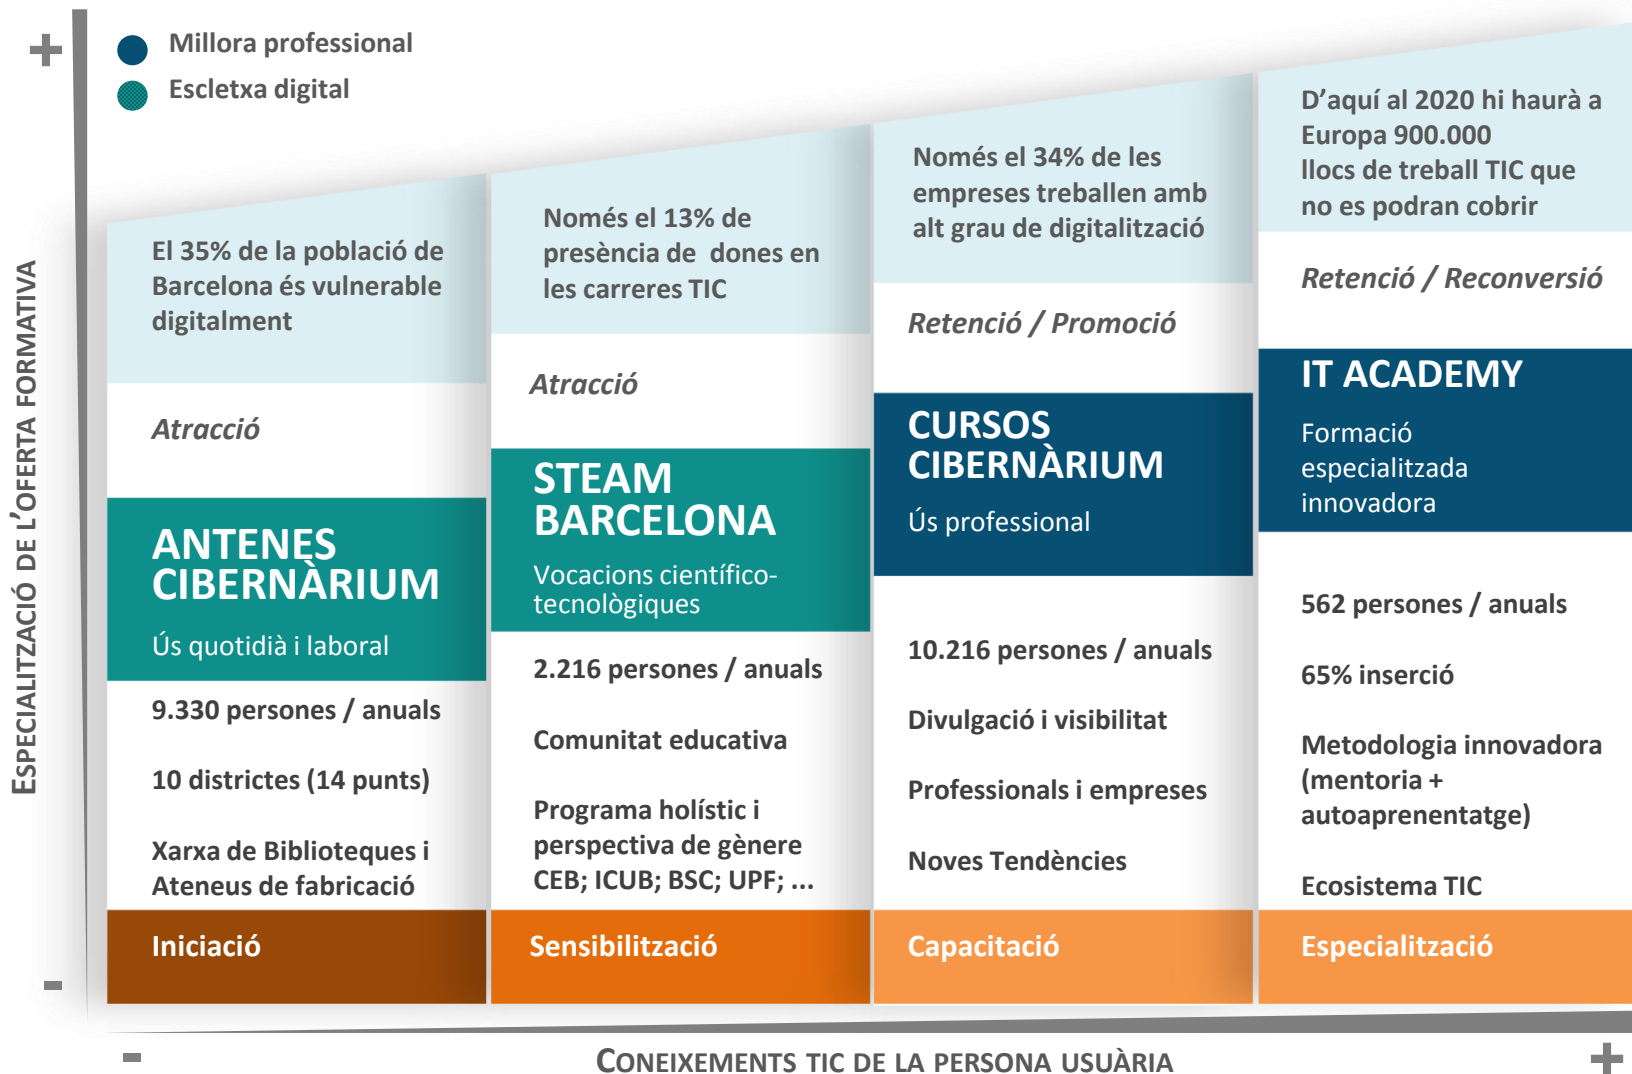 +
Millora professional
Escletxa digital
ESPECIALITZACIÓ DE L'OFERTA FORMATIVA
-
El 35% de la població de
Barcelona és vulnerable
digitalment
Atracció
ANTENES
CIBERNÀRIUM
Ús quotidià i laboral
9.330 persones / anuals
10 districtes (14 punts)
Xarxa de Biblioteques i
Ateneus de fabricació
Iniciació
Només el 13% de
presència de dones en
les carreres TIC
Atracció
STEAM
BARCELONA
Vocacions científico-
tecnològiques
2.216 persones / anuals
Comunitat educativa
Programa holístic i
perspectiva de gènere
CEB; ICUB; BSC; UPF; ...
Sensibilització
Només el 34% de les
empreses treballen amb
alt grau de digitalització
Retenció / Promoció
CURSOS
CIBERNÀRIUM
Ús professional
10.216 persones / anuals
Divulgació i visibilitat
Professionals i empreses
Noves Tendències
Capacitació
D’aquí al 2020 hi haurà a
Europa 900.000
llocs de treball TIC que
no es podran cobrir
Retenció / Reconversió
IT ACADEMY
Formació
especialitzada
innovadora
562 persones / anuals
65% inserció
Metodologia innovadora
(mentoria +
autoaprenentatge)
Ecosistema TIC
Especialització
-
CONEIXEMENTS TIC DE LA PERSONA USUÀRIA
+